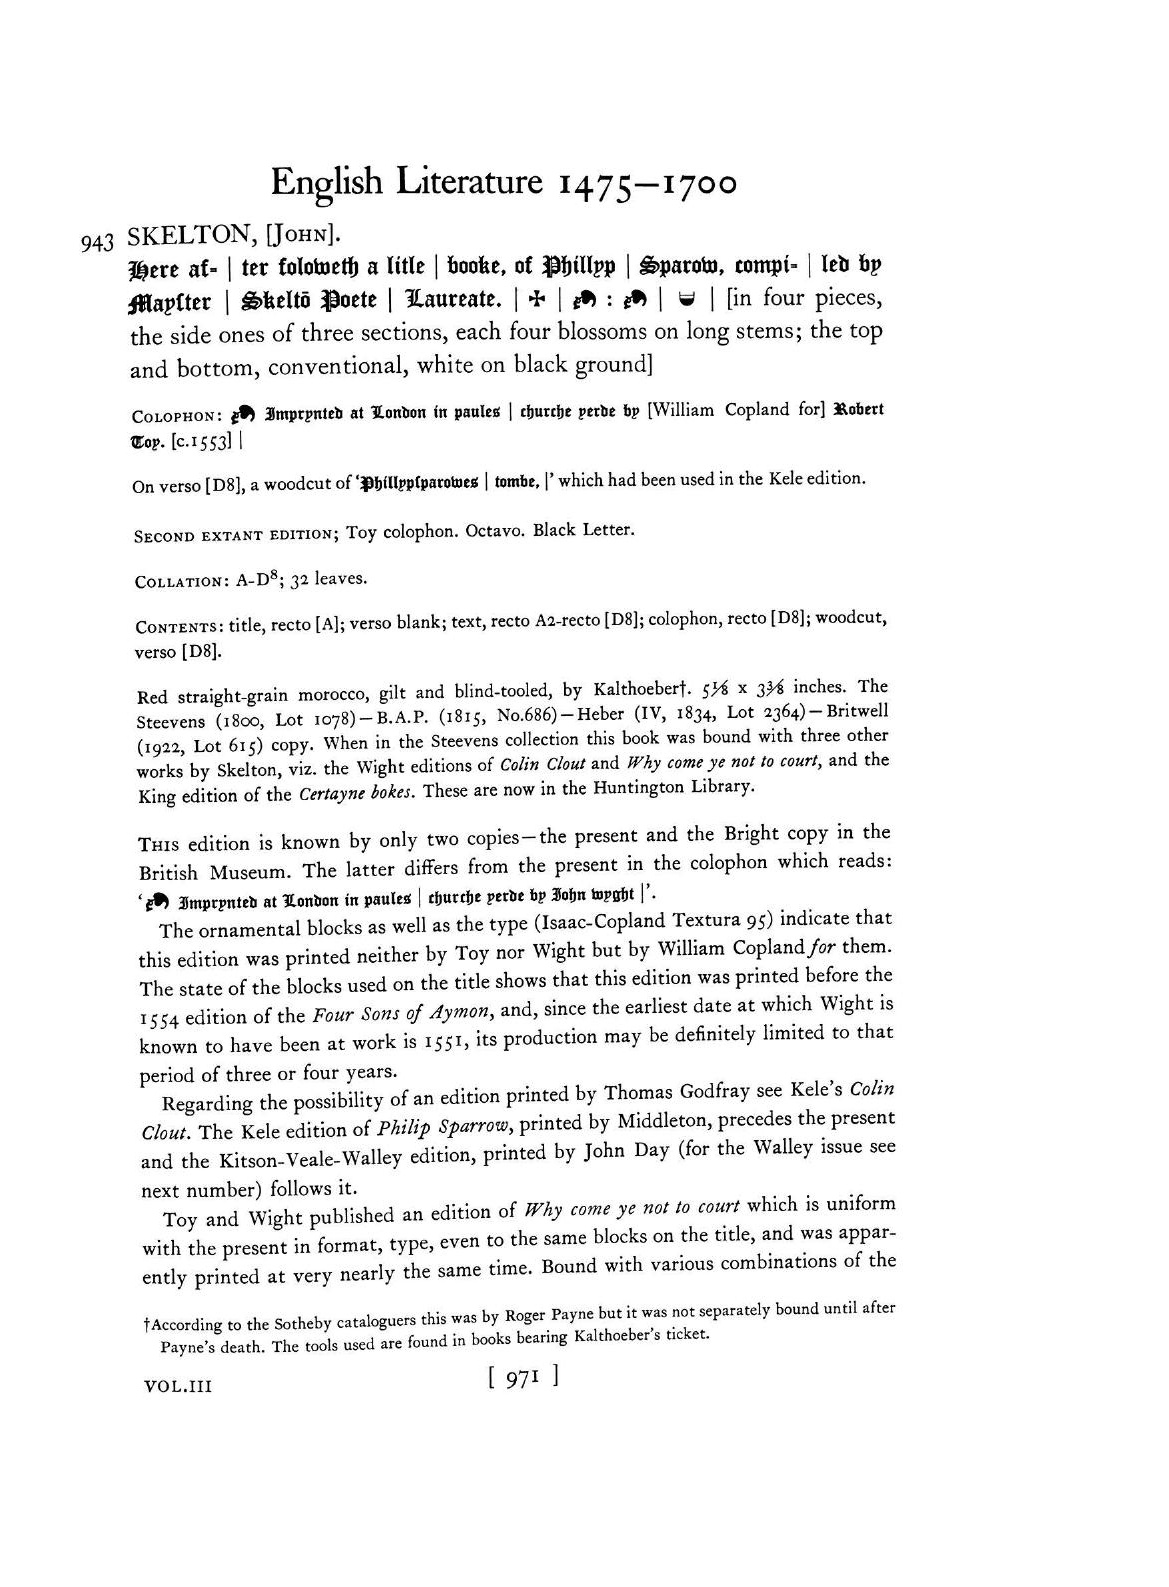 English Literature 1475–1700
943 SKELTON, [JOHN].
Here af- | ter foloweth a litle | booke, of Phillyp | Sparow, compi- | led by
Mayſter | Skeltō Poete | Laureate. | ✢ | ❧ : ❧ | | [in four pieces,
the side ones of three sections, each four blossoms on long stems; the top
and bottom, conventional, white on black ground]
COLOPHON: ❧ Imprynted at London in paules | churche yerde by [William Copland for] Robert
Toy. [c.1553] |
On verso [D8], a woodcut of ‘Phillypſparowes | tombe, |’ which had been used in the Kele edition.
SECOND EXTANT EDITION; Toy colophon. Octavo. Black Letter.
COLLATION: A-D⁸; 32 leaves.
CONTENTS: title, recto [A]; verso blank; text, recto A2-recto [D8]; colophon, recto [D8]; woodcut,
verso [D8].
Red straight-grain morocco, gilt and blind-tooled, by Kalthoeber†. 5⅛ x 3⅜ inches. The
Steevens (1800, Lot 1078)—B.A.P. (1815, No.686)—Heber (IV, 1834, Lot 2364)—Britwell
(1922, Lot 615) copy. When in the Steevens collection this book was bound with three other
works by Skelton, viz. the Wight editions of Colin Clout and Why come ye not to court, and the
King edition of the Certayne bokes. These are now in the Huntington Library.
THIS edition is known by only two copies—the present and the Bright copy in the
British Museum. The latter differs from the present in the colophon which reads:
‘❧ Imprynted at London in paules | churche yerde by John wyght |’.
The ornamental blocks as well as the type (Isaac-Copland Textura 95) indicate that
this edition was printed neither by Toy nor Wight but by William Copland for them.
The state of the blocks used on the title shows that this edition was printed before the
1554 edition of the Four Sons of Aymon, and, since the earliest date at which Wight is
known to have been at work is 1551, its production may be definitely limited to that
period of three or four years.
Regarding the possibility of an edition printed by Thomas Godfray see Kele's Colin
Clout. The Kele edition of Philip Sparrow, printed by Middleton, precedes the present
and the Kitson-Veale-Walley edition, printed by John Day (for the Walley issue see
next number) follows it.
Toy and Wight published an edition of Why come ye not to court which is uniform
with the present in format, type, even to the same blocks on the title, and was appar-
ently printed at very nearly the same time. Bound with various combinations of the
†According to the Sotheby cataloguers this was by Roger Payne but it was not separately bound until after
Payne's death. The tools used are found in books bearing Kalthoeber's ticket.
VOL.III [ 971 ]